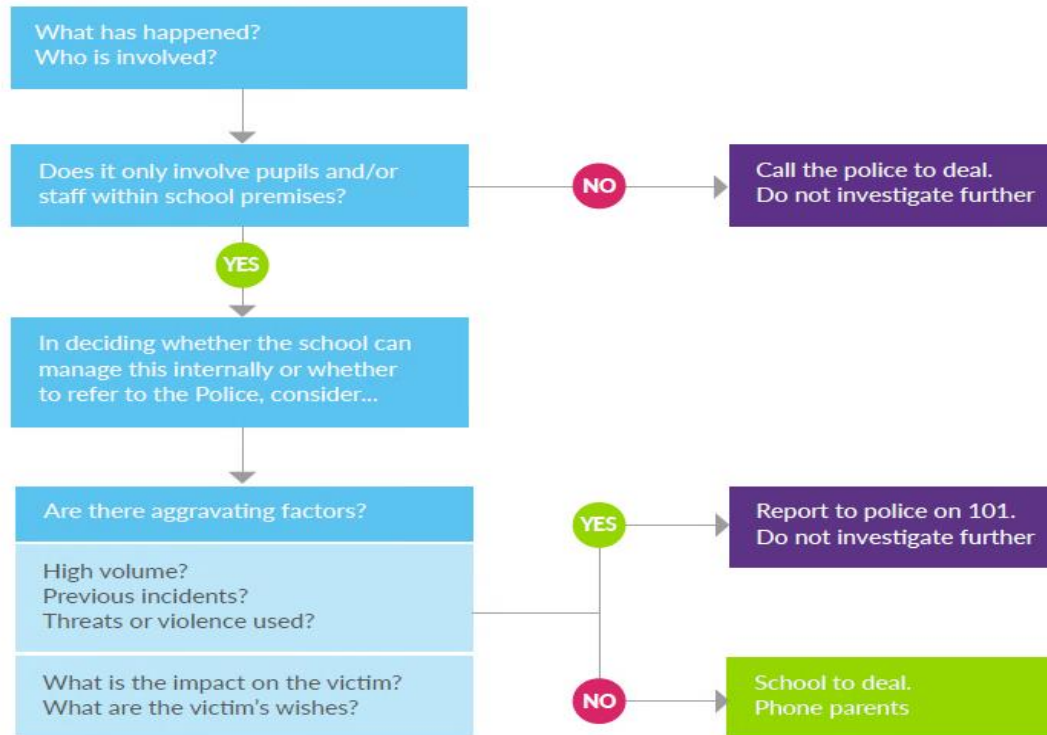 What has happened?
Who is involved?
Does it only involve pupils and/or
staff within school premises?
NO
Call the police to deal.
Do not investigate further
YES
In deciding whether the school can
manage this internally or whether
to refer to the Police, consider...
Are there aggravating factors?
High volume?
Previous incidents?
Threats or violence used?
What is the impact on the victim?
What are the victim's wishes?
YES
Report to police on 101.
Do not investigate further
NO
School to deal.
Phone parents